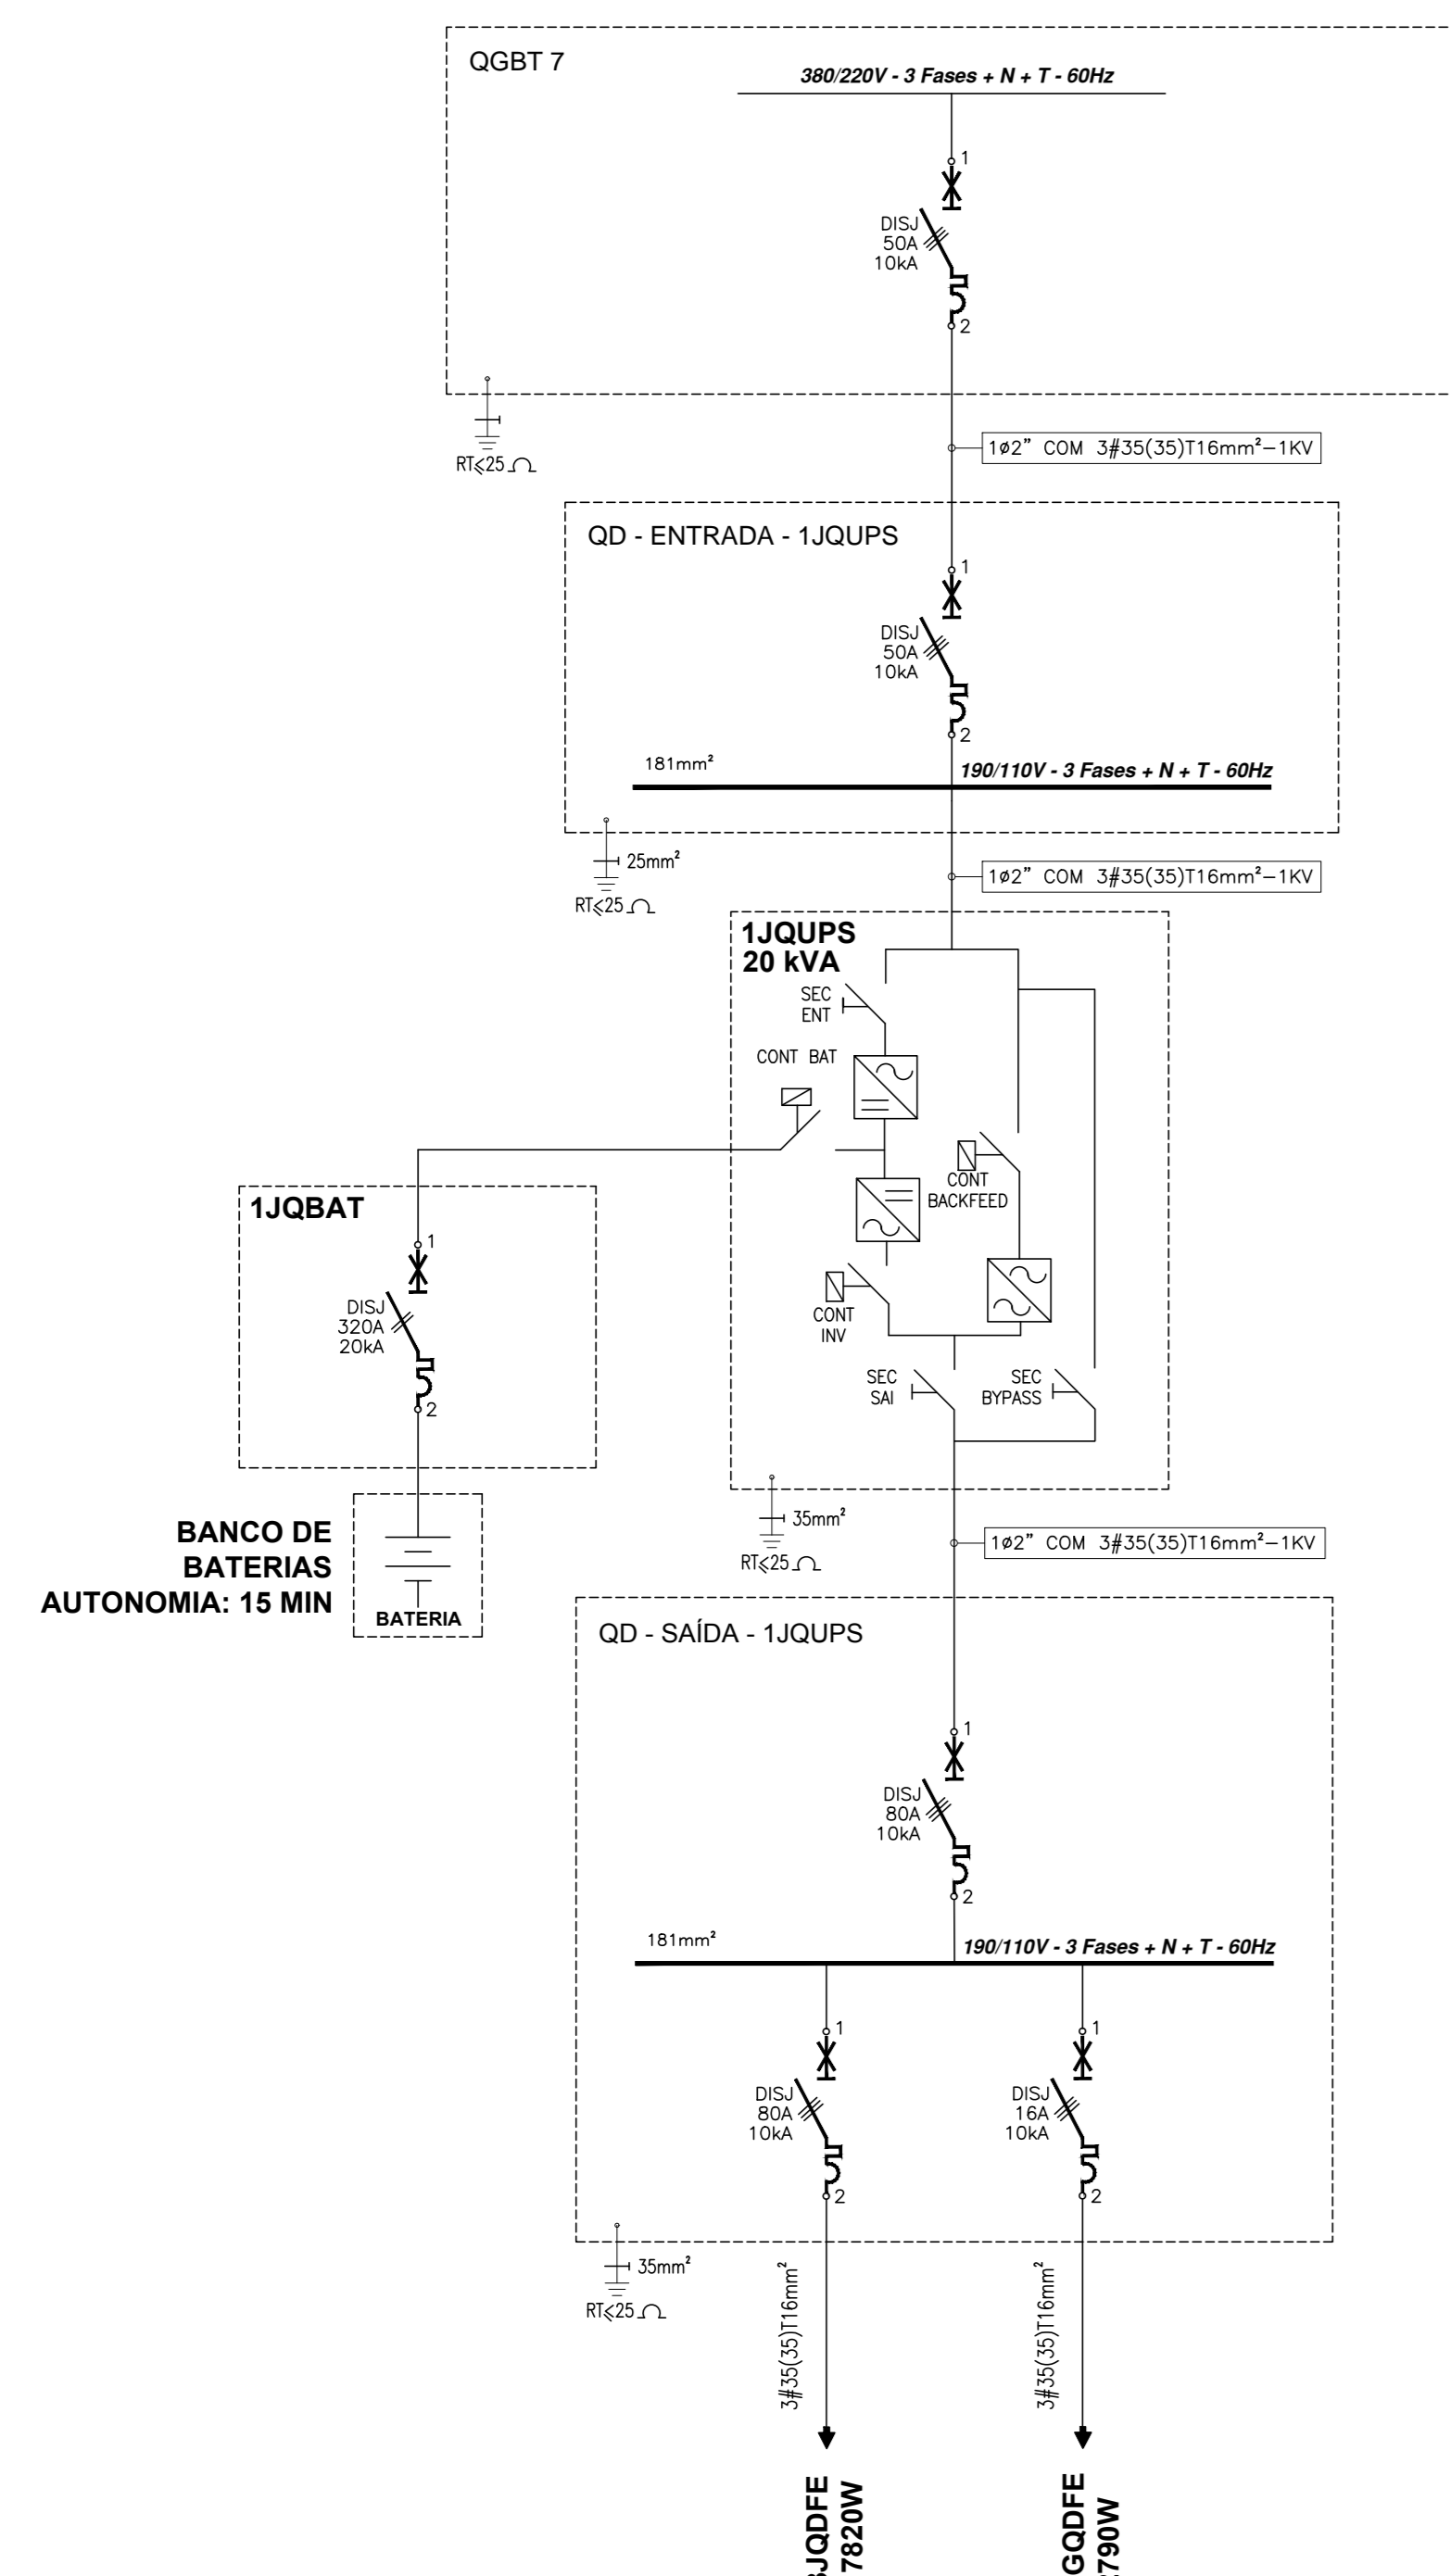 QGBT 7
380/220V - 3 Fases + N + T - 60Hz
1
DISJ
50A
10kA
2
RT≤25 Ω
1ø2" COM 3#35(35)T16mm²-1KV
QD - ENTRADA - 1JQUPS
1
DISJ
50A
10kA
2
181mm²
190/110V - 3 Fases + N + T - 60Hz
25mm²
RT≤25 Ω
1ø2" COM 3#35(35)T16mm²-1KV
1JQUPS
20 kVA
SEC
ENT
CONT BAT
CONT
BACKFEED
CONT
INV
SEC
SAI
SEC
BYPASS
1JQBAT
1
DISJ
320A
20kA
2
BANCO DE
BATERIAS
AUTONOMIA: 15 MIN
BATERIA
35mm²
RT≤25 Ω
1ø2" COM 3#35(35)T16mm²-1KV
QD - SAÍDA - 1JQUPS
1
DISJ
80A
10kA
2
181mm²
190/110V - 3 Fases + N + T - 60Hz
1
DISJ
80A
10kA
2
1
DISJ
16A
10kA
2
35mm²
RT≤25 Ω
3#35(35)T16mm²
3#35(35)T16mm²
JQDFE
7820W
GQDFE
790W